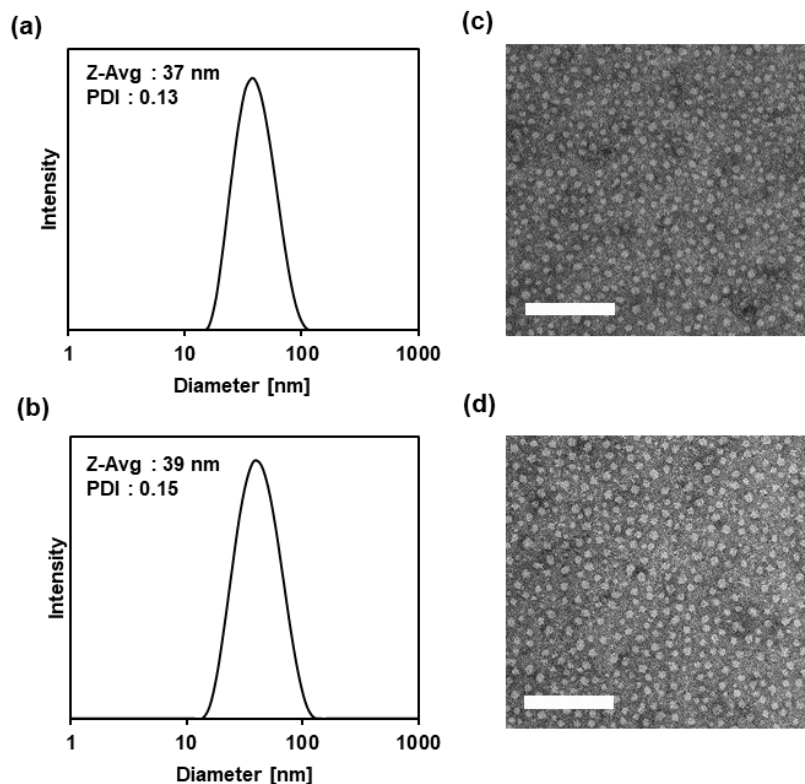 (a)
Z-Avg : 37 nm
PDI : 0.13
Intensity
1 10 100 1000
Diameter [nm]
(c)
(b)
Z-Avg : 39 nm
PDI : 0.15
Intensity
1 10 100 1000
Diameter [nm]
(d)